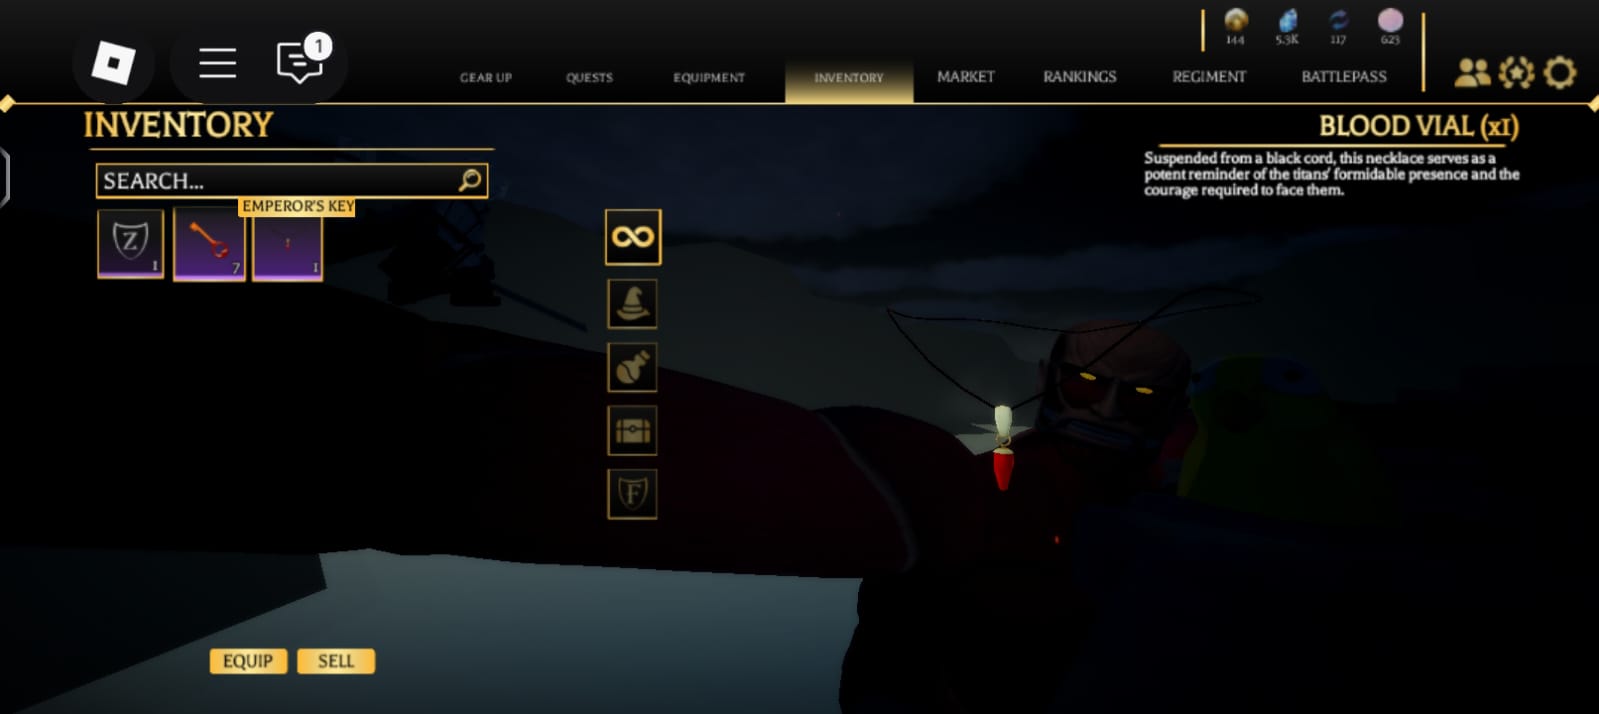 1
144
5.3K
117
623
GEAR UP
QUESTS
EQUIPMENT
INVENTORY
MARKET
RANKINGS
REGIMENT
BATTLEPASS
INVENTORY
SEARCH...
EMPEROR'S KEY
Z
1
7
1
F
EQUIP
SELL
BLOOD VIAL (x1)
Suspended from a black cord, this necklace serves as a
potent reminder of the titans' formidable presence and the
courage required to face them.